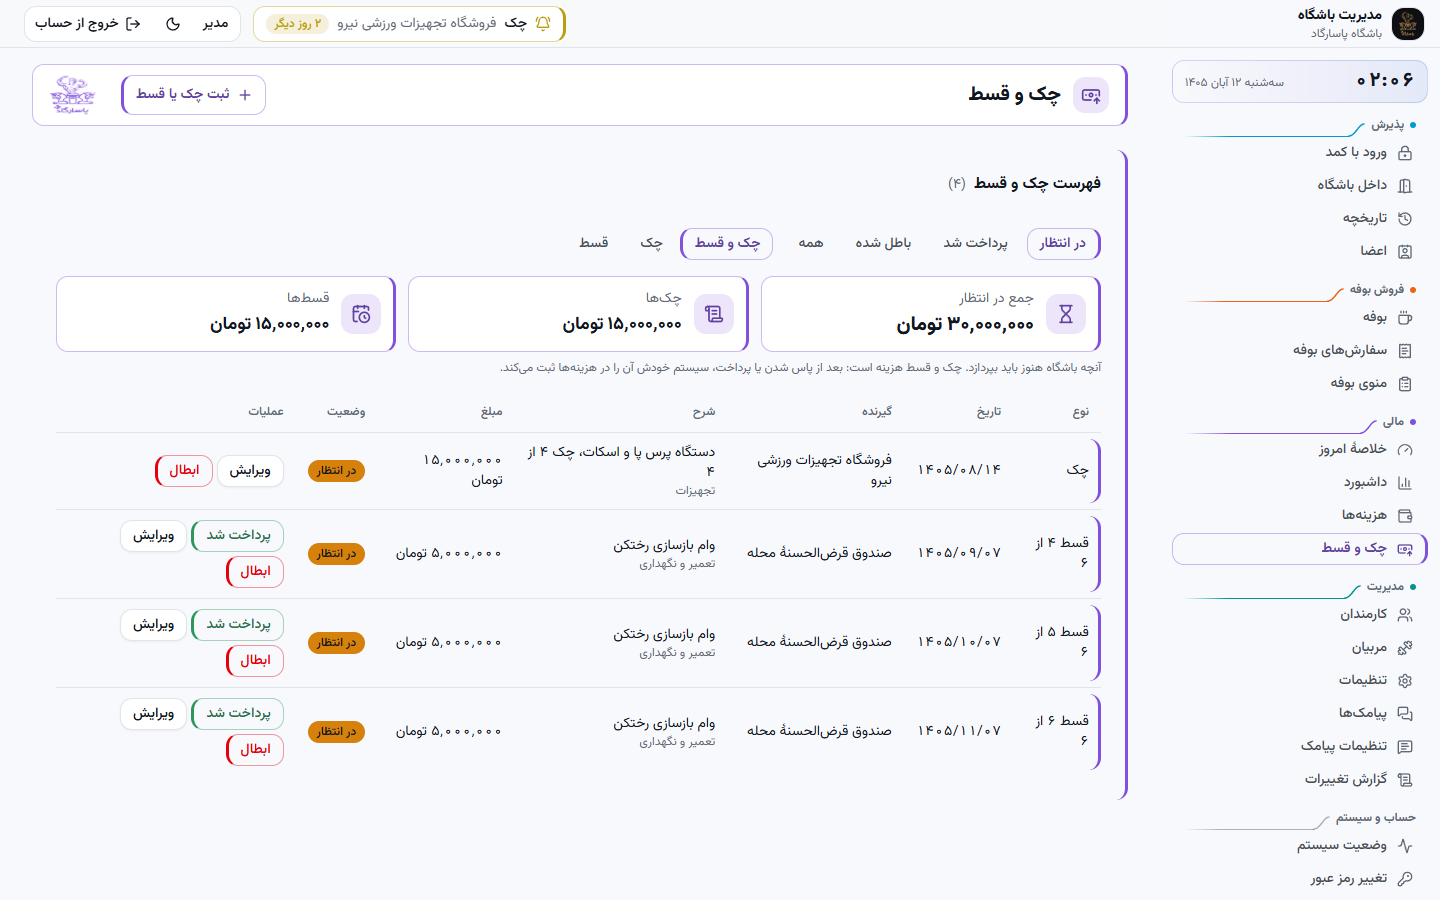 مدیریت باشگاه
باشگاه پاسارگاد
چک فروشگاه تجهیزات ورزشی نیرو ۲ روز دیگر
مدیر
خروج از حساب
۰۲:۰۶
سه‌شنبه ۱۲ آبان ۱۴۰۵
پذیرش
ورود با کمد
داخل باشگاه
تاریخچه
اعضا
فروش بوفه
بوفه
سفارش‌های بوفه
منوی بوفه
مالی
خلاصهٔ امروز
داشبورد
هزینه‌ها
چک و قسط
مدیریت
کارمندان
مربیان
تنظیمات
پیامک‌ها
تنظیمات پیامک
گزارش تغییرات
حساب و سیستم
وضعیت سیستم
تغییر رمز عبور
چک و قسط
ثبت چک یا قسط
پاسارگاد
فهرست چک و قسط (۴)
در انتظار پرداخت شد باطل شده همه چک و قسط چک قسط
جمع در انتظار
۳۰,۰۰۰,۰۰۰ تومان
چک‌ها
۱۵,۰۰۰,۰۰۰ تومان
قسط‌ها
۱۵,۰۰۰,۰۰۰ تومان
آنچه باشگاه هنوز باید بپردازد. چک و قسط هزینه است: بعد از پاس شدن یا پرداخت، سیستم خودش آن را در هزینه‌ها ثبت می‌کند.
نوع تاریخ گیرنده شرح مبلغ وضعیت عملیات
چک
۱۴۰۵/۰۸/۱۴
فروشگاه تجهیزات ورزشی
نیرو
دستگاه پرس پا و اسکات، چک ۴ از
۴
تجهیزات
۱۵,۰۰۰,۰۰۰
تومان
در انتظار
ویرایش ابطال
قسط ۴ از
۶
۱۴۰۵/۰۹/۰۷
صندوق قرض‌الحسنهٔ محله
وام بازسازی رختکن
تعمیر و نگهداری
۵,۰۰۰,۰۰۰ تومان
در انتظار
پرداخت شد ویرایش
ابطال
قسط ۵ از
۶
۱۴۰۵/۱۰/۰۷
صندوق قرض‌الحسنهٔ محله
وام بازسازی رختکن
تعمیر و نگهداری
۵,۰۰۰,۰۰۰ تومان
در انتظار
پرداخت شد ویرایش
ابطال
قسط ۶ از
۶
۱۴۰۵/۱۱/۰۷
صندوق قرض‌الحسنهٔ محله
وام بازسازی رختکن
تعمیر و نگهداری
۵,۰۰۰,۰۰۰ تومان
در انتظار
پرداخت شد ویرایش
ابطال